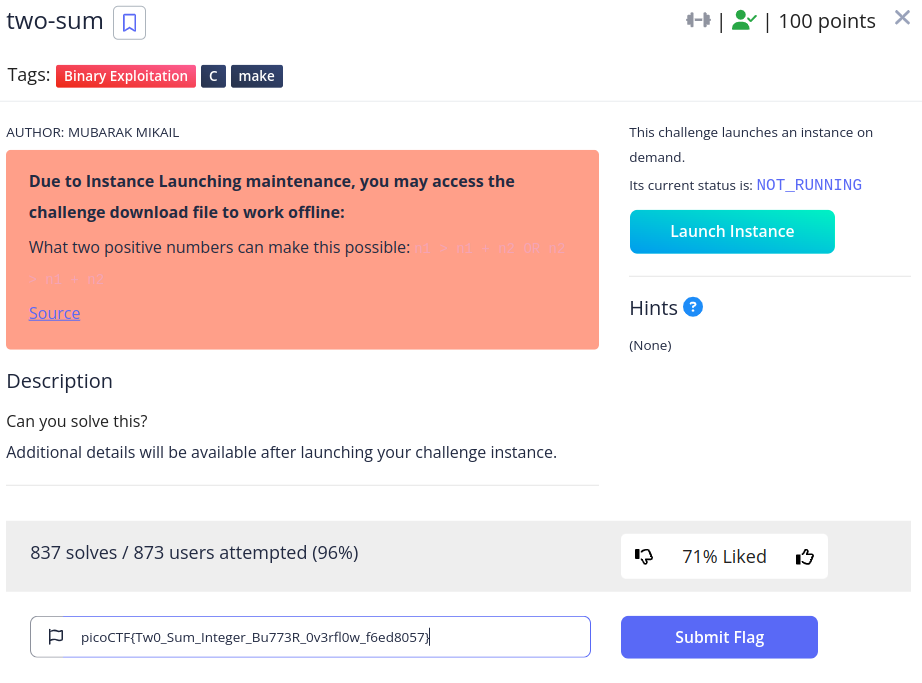 two-sum
| | 100 points
Tags: Binary Exploitation C make
AUTHOR: MUBARAK MIKAIL
Due to Instance Launching maintenance, you may access the
challenge download file to work offline:
What two positive numbers can make this possible: n1 > n1 + n2 OR n2
> n1 + n2
Source
Description
Can you solve this?
Additional details will be available after launching your challenge instance.
This challenge launches an instance on
demand.
Its current status is: NOT_RUNNING
Launch Instance
Hints ?
(None)
837 solves / 873 users attempted (96%)
71% Liked
picoCTF{Tw0_Sum_Integer_Bu773R_0v3rfl0w_f6ed8057}
Submit Flag